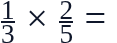 1/3 × 2/5 =